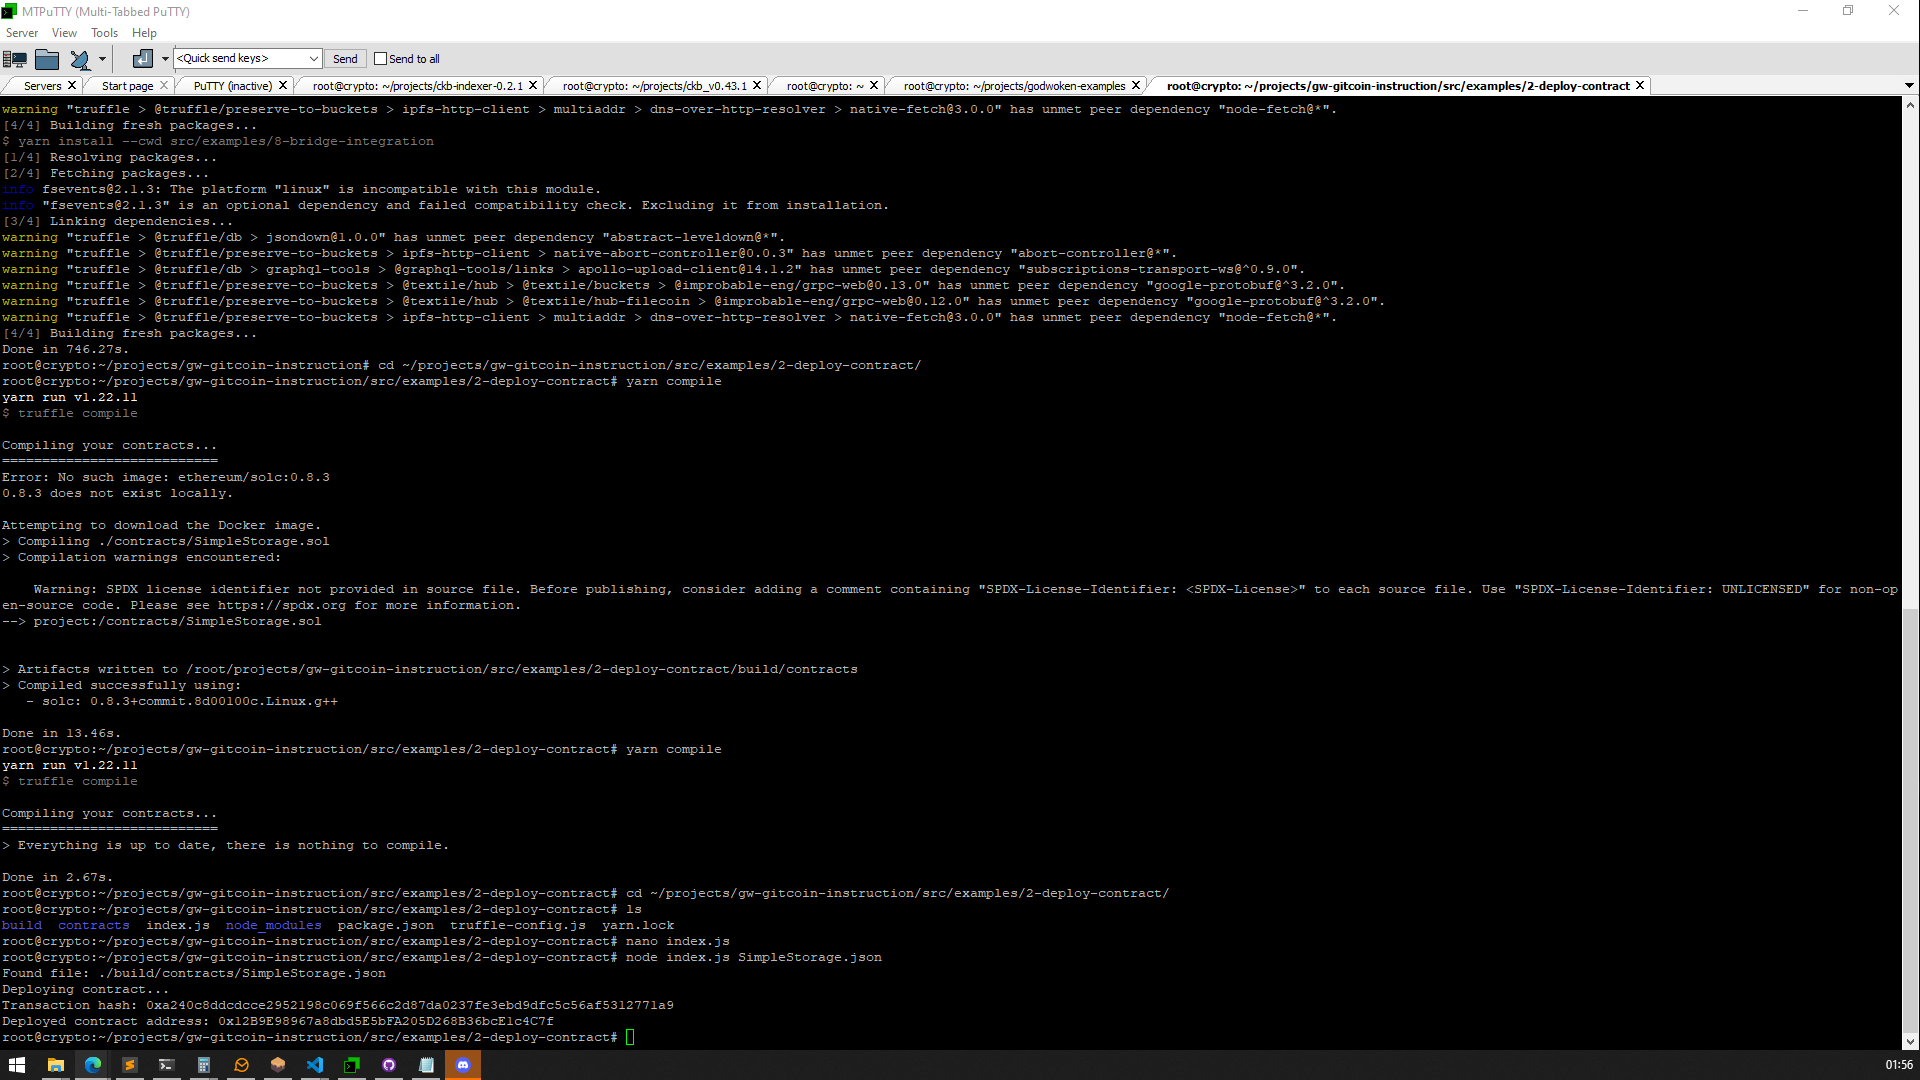 MTPuTTY (Multi-Tabbed PuTTY)
Server View Tools Help
<Quick send keys> Send Send to all
Servers Start page PuTTY (inactive) root@crypto: ~/projects/ckb-indexer-0.2.1 root@crypto: ~/projects/ckb_v0.43.1 root@crypto: ~ root@crypto: ~/projects/godwoken-examples root@crypto: ~/projects/gw-gitcoin-instruction/src/examples/2-deploy-contract
warning "truffle > @truffle/preserve-to-buckets > ipfs-http-client > multiaddr > dns-over-http-resolver > native-fetch@3.0.0" has unmet peer dependency "node-fetch@*".
[4/4] Building fresh packages...
$ yarn install --cwd src/examples/8-bridge-integration
[1/4] Resolving packages...
[2/4] Fetching packages...
info fsevents@2.1.3: The platform "linux" is incompatible with this module.
info "fsevents@2.1.3" is an optional dependency and failed compatibility check. Excluding it from installation.
[3/4] Linking dependencies...
warning "truffle > @truffle/db > jsondown@1.0.0" has unmet peer dependency "abstract-leveldown@*".
warning "truffle > @truffle/preserve-to-buckets > ipfs-http-client > native-abort-controller@0.0.3" has unmet peer dependency "abort-controller@*".
warning "truffle > @truffle/db > graphql-tools > @graphql-tools/links > apollo-upload-client@14.1.2" has unmet peer dependency "subscriptions-transport-ws@^0.9.0".
warning "truffle > @truffle/preserve-to-buckets > @textile/hub > @textile/buckets > @improbable-eng/grpc-web@0.13.0" has unmet peer dependency "google-protobuf@^3.2.0".
warning "truffle > @truffle/preserve-to-buckets > @textile/hub > @textile/hub-filecoin > @improbable-eng/grpc-web@0.12.0" has unmet peer dependency "google-protobuf@^3.2.0".
warning "truffle > @truffle/preserve-to-buckets > ipfs-http-client > multiaddr > dns-over-http-resolver > native-fetch@3.0.0" has unmet peer dependency "node-fetch@*".
[4/4] Building fresh packages...
Done in 746.27s.
root@crypto:~/projects/gw-gitcoin-instruction# cd ~/projects/gw-gitcoin-instruction/src/examples/2-deploy-contract/
root@crypto:~/projects/gw-gitcoin-instruction/src/examples/2-deploy-contract# yarn compile
yarn run v1.22.11
$ truffle compile
Compiling your contracts...
===========================
Error: No such image: ethereum/solc:0.8.3
0.8.3 does not exist locally.
Attempting to download the Docker image.
> Compiling ./contracts/SimpleStorage.sol
> Compilation warnings encountered:
Warning: SPDX license identifier not provided in source file. Before publishing, consider adding a comment containing "SPDX-License-Identifier: <SPDX-License>" to each source file. Use "SPDX-License-Identifier: UNLICENSED" for non-op
en-source code. Please see https://spdx.org for more information.
--> project:/contracts/SimpleStorage.sol
> Artifacts written to /root/projects/gw-gitcoin-instruction/src/examples/2-deploy-contract/build/contracts
> Compiled successfully using:
- solc: 0.8.3+commit.8d00100c.Linux.g++
Done in 13.46s.
root@crypto:~/projects/gw-gitcoin-instruction/src/examples/2-deploy-contract# yarn compile
yarn run v1.22.11
$ truffle compile
Compiling your contracts...
===========================
> Everything is up to date, there is nothing to compile.
Done in 2.67s.
root@crypto:~/projects/gw-gitcoin-instruction/src/examples/2-deploy-contract# cd ~/projects/gw-gitcoin-instruction/src/examples/2-deploy-contract/
root@crypto:~/projects/gw-gitcoin-instruction/src/examples/2-deploy-contract# ls
build contracts index.js node_modules package.json truffle-config.js yarn.lock
root@crypto:~/projects/gw-gitcoin-instruction/src/examples/2-deploy-contract# nano index.js
root@crypto:~/projects/gw-gitcoin-instruction/src/examples/2-deploy-contract# node index.js SimpleStorage.json
Found file: ./build/contracts/SimpleStorage.json
Deploying contract...
Transaction hash: 0xa240c8ddcdcce2952198c069f566c2d87da0237fe3ebd9dfc5c56af5312771a9
Deployed contract address: 0x12B9E98967a8dbd5E5bFA205D268B36bcE1c4C7f
root@crypto:~/projects/gw-gitcoin-instruction/src/examples/2-deploy-contract#
01:56